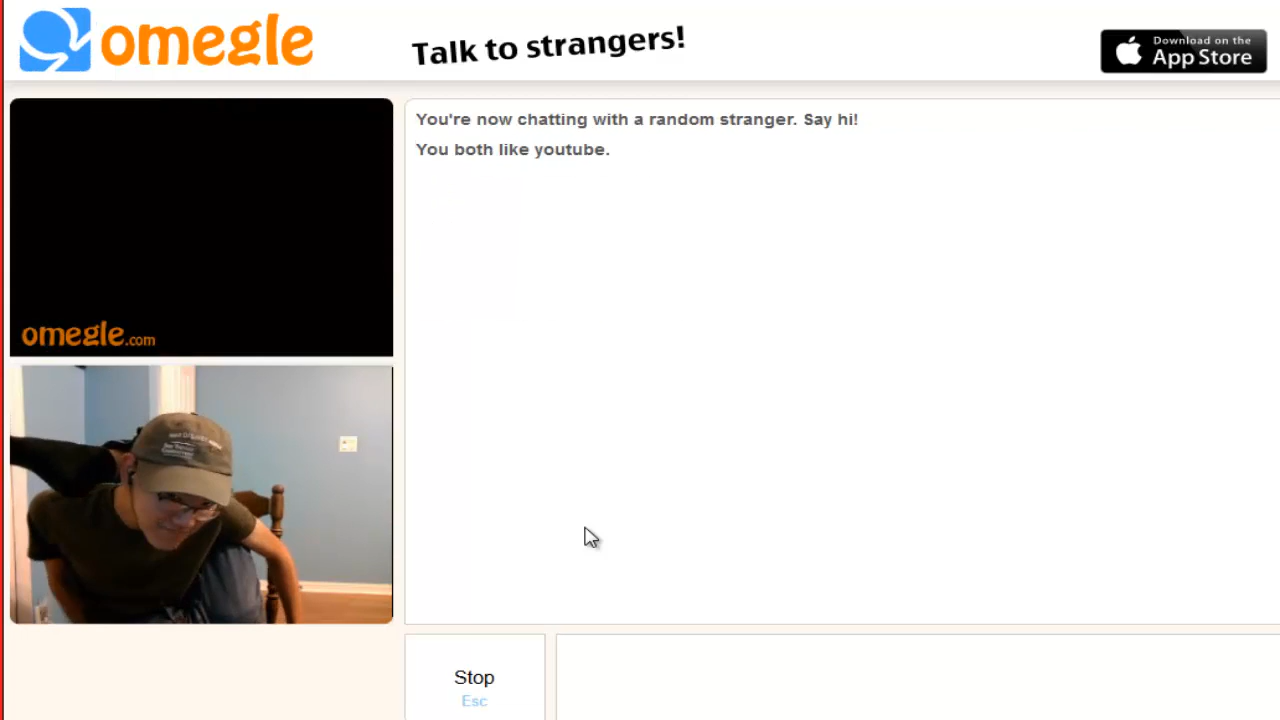 omegle
Talk to strangers!
Download on the
App Store
You're now chatting with a random stranger. Say hi!
You both like youtube.
omegle.com
Stop
Esc